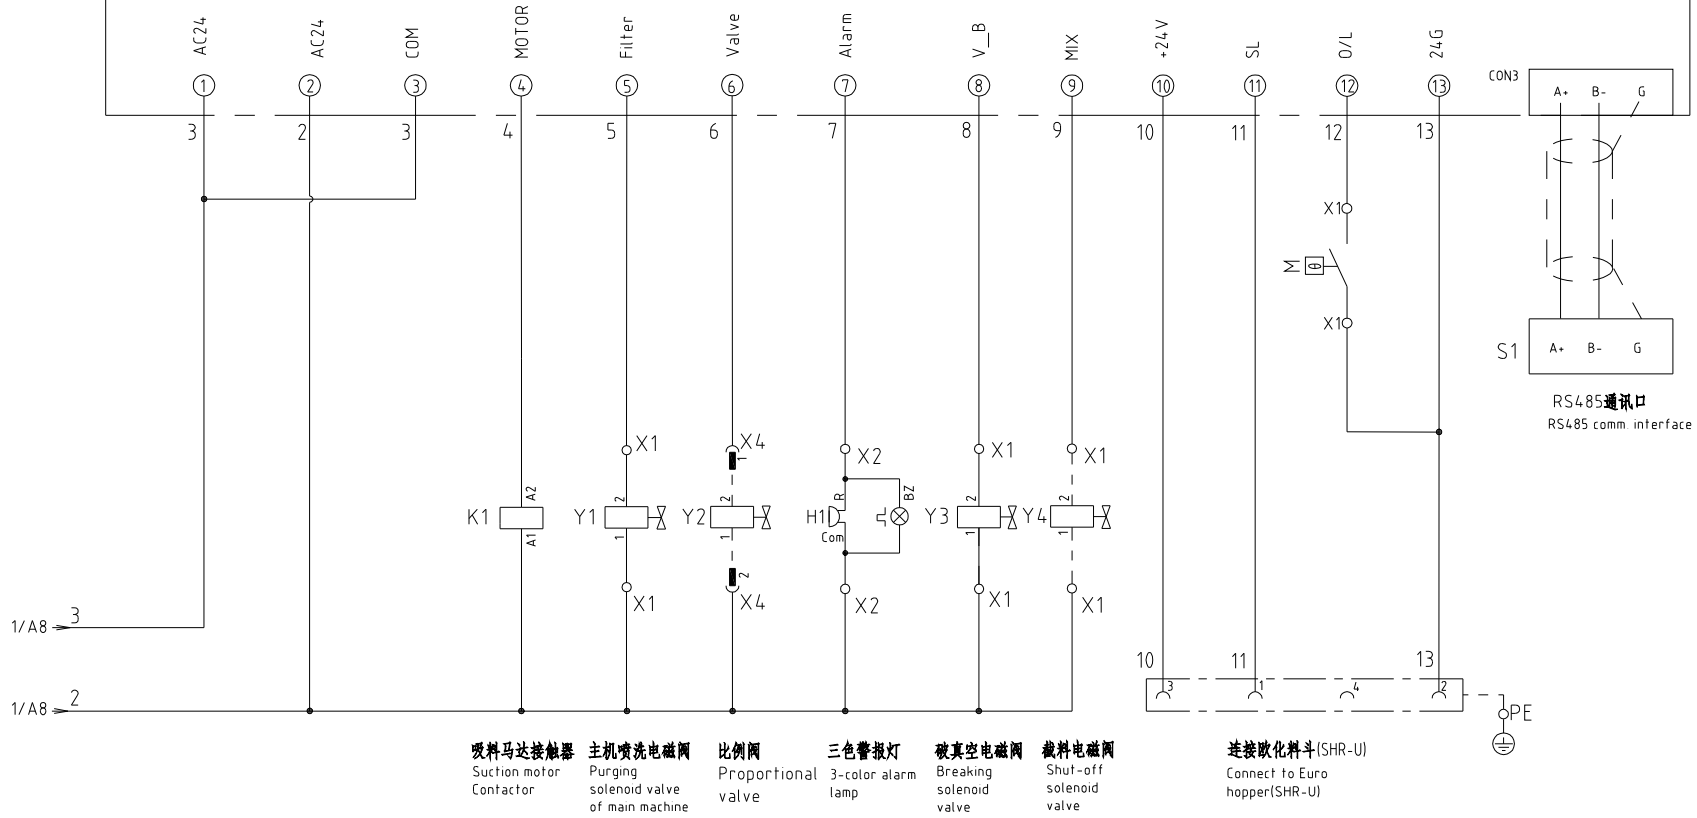 AC24 AC24 COM MOTOR Filter Valve Alarm V_B MIX +24V SL O/L 24G
CON3
A+ B- G
1 2 3 4 5 6 7 8 9 10 11 12 13
3 2 3 4 5 6 7 8 9 10 11 12 13
X1
M θ
X1
S1 A+ B- G
RS485通讯口
RS485 comm. interface
X1 X4 X2 X1 X1
1
A2 2 2 R BZ 2 2
K1 Y1 Y2 H1 Y3 Y4
A1 1 1 Com 1 1
2
X1 X4 X2 X1 X1
1/A8 3
10 11 13
3 1 4 2
1/A8 2
PE
吸料马达接触器 主机喷洗电磁阀 比例阀 三色警报灯 破真空电磁阀 截料电磁阀 连接欧化料斗(SHR-U)
Suction motor
Contactor
Purging
solenoid valve
of main machine
Proportional
valve
3-color alarm
lamp
Breaking
solenoid
valve
Shut-off
solenoid
valve
Connect to Euro
hopper(SHR-U)